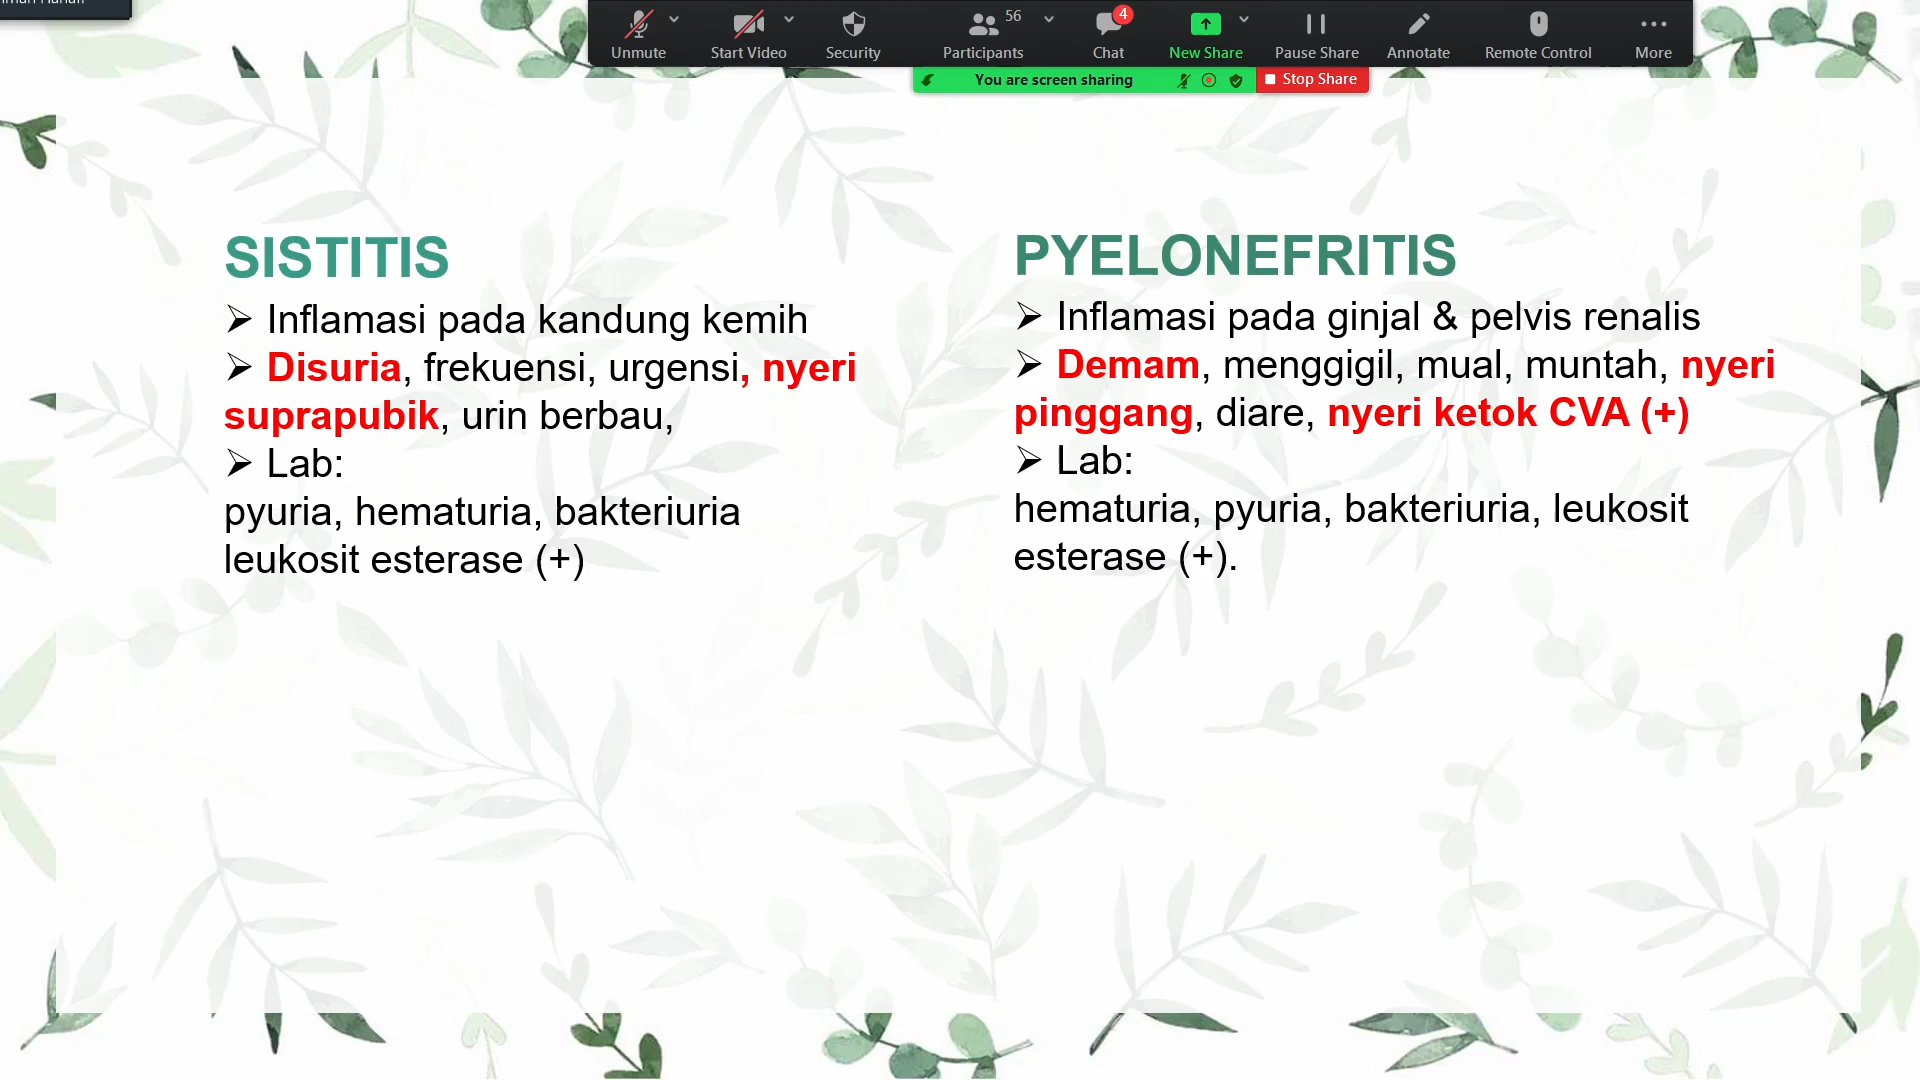 56
4
Unmute
Start Video
Security
Participants
Chat
New Share
Pause Share
Annotate
Remote Control
More
You are screen sharing
Stop Share
SISTITIS
➢ Inflamasi pada kandung kemih
➢ Disuria, frekuensi, urgensi, nyeri
suprapubik, urin berbau,
➢ Lab:
pyuria, hematuria, bakteriuria
leukosit esterase (+)
PYELONEFRITIS
➢ Inflamasi pada ginjal & pelvis renalis
➢ Demam, menggigil, mual, muntah, nyeri
pinggang, diare, nyeri ketok CVA (+)
➢ Lab:
hematuria, pyuria, bakteriuria, leukosit
esterase (+).